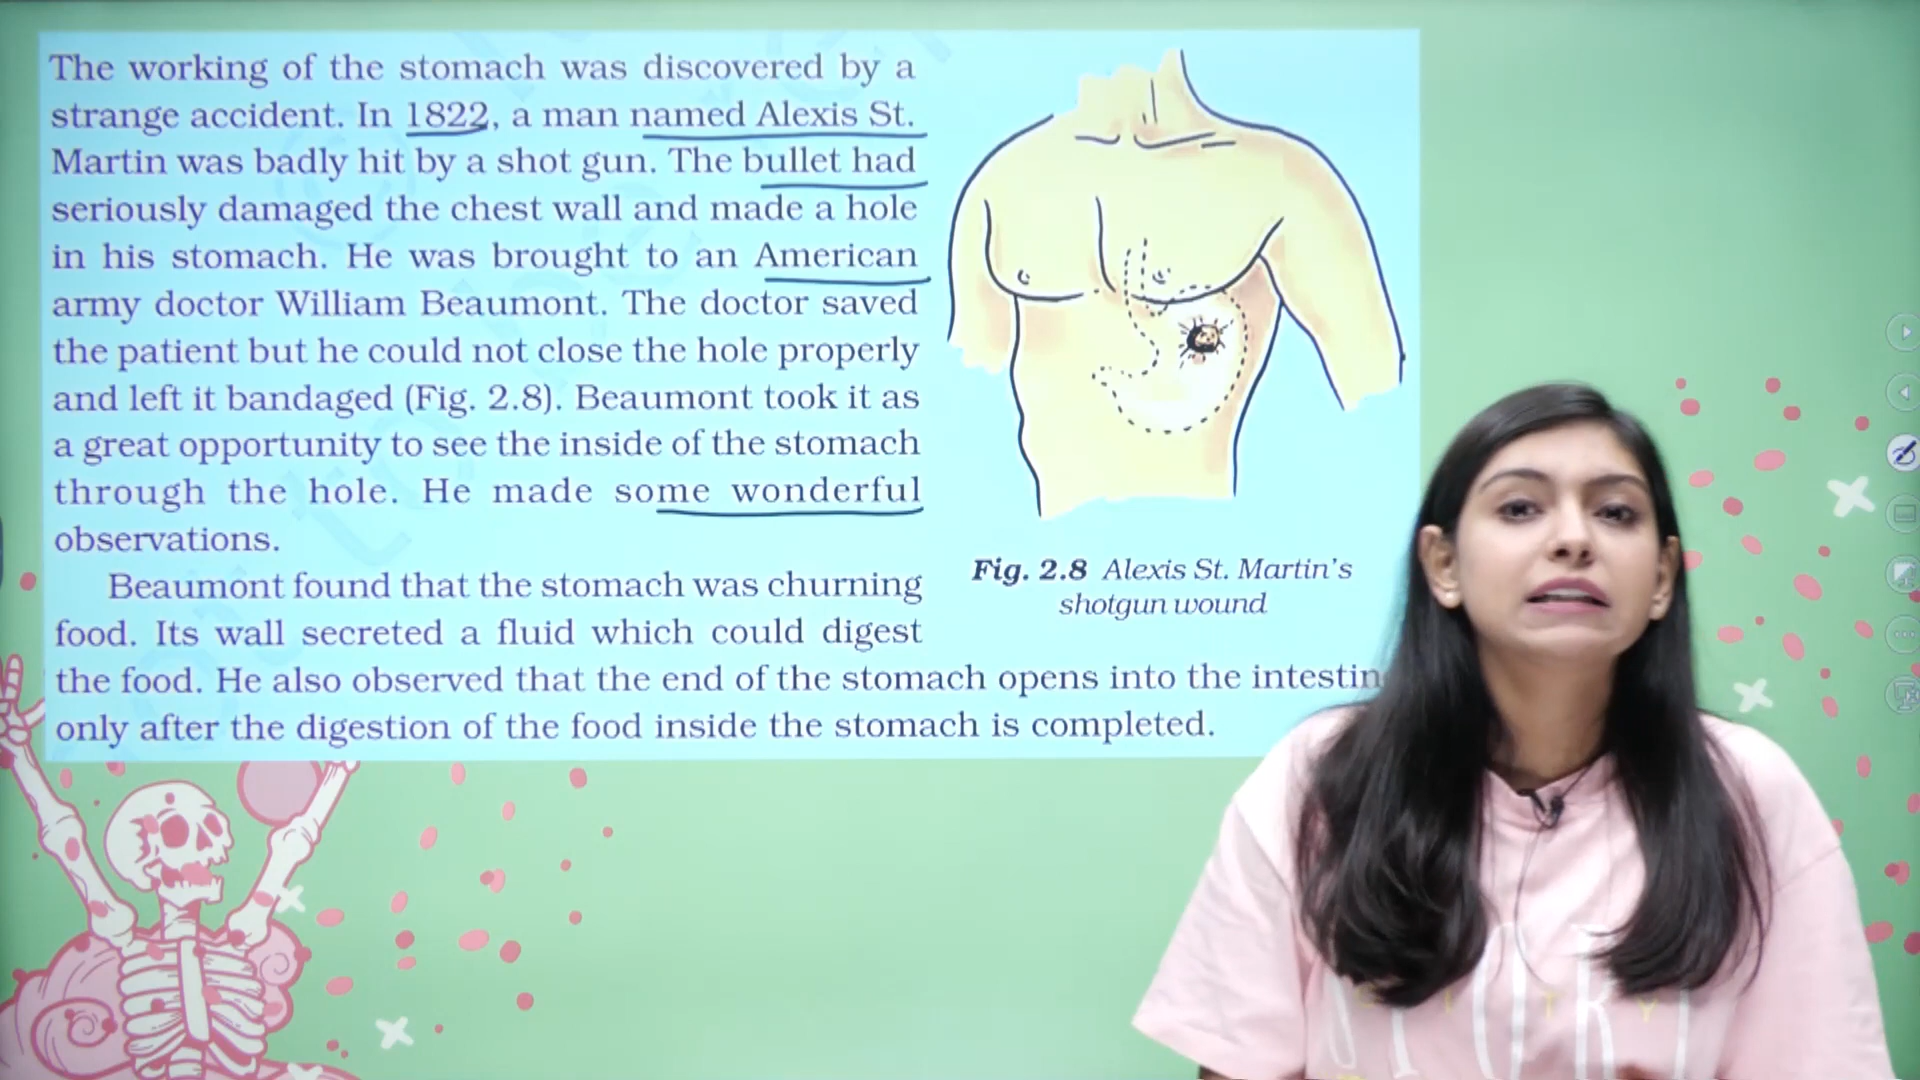 The working of the stomach was discovered by a
strange accident. In 1822, a man named Alexis St.
Martin was badly hit by a shot gun. The bullet had
seriously damaged the chest wall and made a hole
in his stomach. He was brought to an American
army doctor William Beaumont. The doctor saved
the patient but he could not close the hole properly
and left it bandaged (Fig. 2.8). Beaumont took it as
a great opportunity to see the inside of the stomach
through the hole. He made some wonderful
observations.
Beaumont found that the stomach was churning
food. Its wall secreted a fluid which could digest
the food. He also observed that the end of the stomach opens into the intestin
only after the digestion of the food inside the stomach is completed.
Fig. 2.8 Alexis St. Martin's
shotgun wound